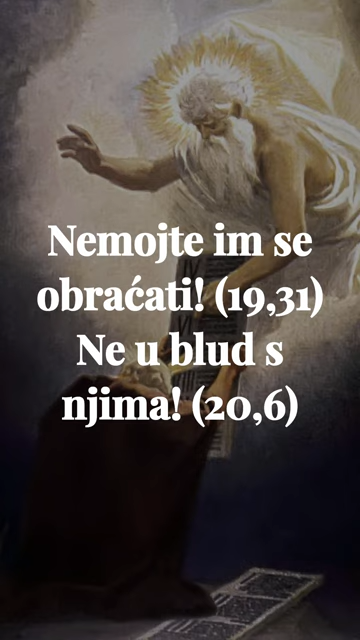 Nemojte im se
obraćati! (19,31)
Ne u blud s
njima! (20,6)